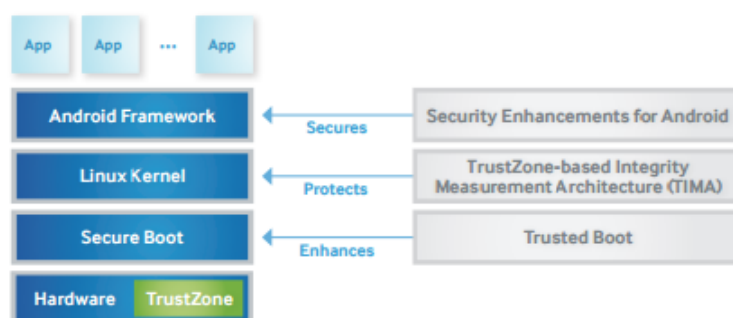 App App ... App
Android Framework
Secures
Security Enhancements for Android
Linux Kernel
Protects
TrustZone-based Integrity
Measurement Architecture (TIMA)
Secure Boot
Enhances
Trusted Boot
Hardware TrustZone